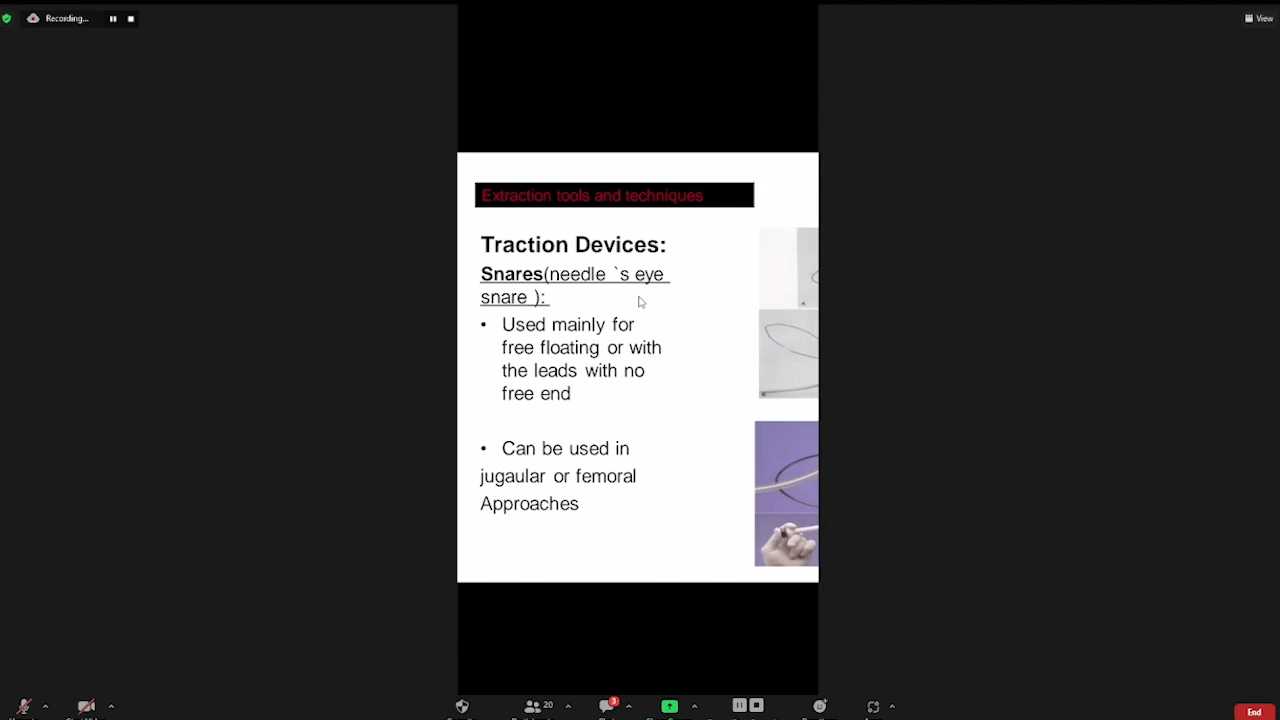 Recording...
View
Extraction tools and techniques
Traction Devices:
Snares(needle `s eye
snare ):
• Used mainly for
free floating or with
the leads with no
free end
• Can be used in
jugaular or femoral
Approaches
20
3
End